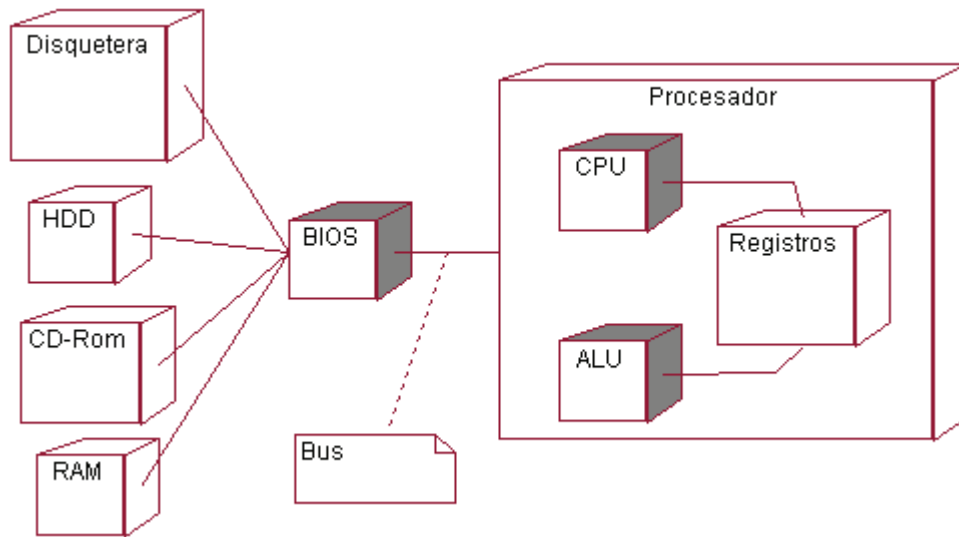 Disquetera
HDD
CD-Rom
RAM
BIOS
Bus
Procesador
CPU
Registros
ALU